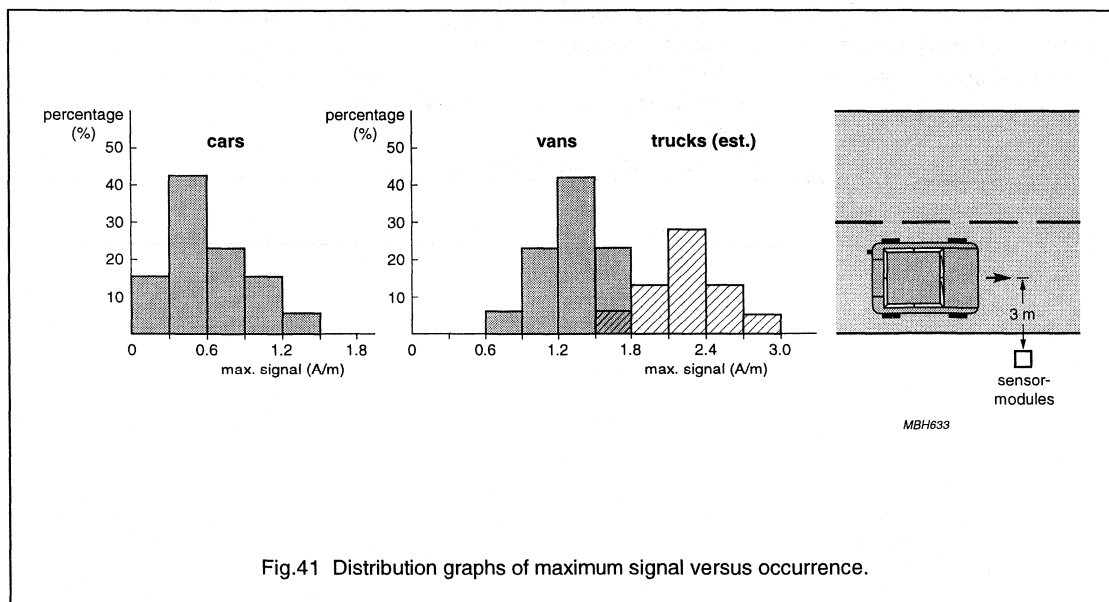 percentage
(%)
cars
50
40
30
20
10
0 0.6 1.2 1.8
max. signal (A/m)
percentage
(%)
vans trucks (est.)
50
40
30
20
10
0 0.6 1.2 1.8 2.4 3.0
max. signal (A/m)
3 m
sensor-
modules
MBH633
Fig.41 Distribution graphs of maximum signal versus occurrence.